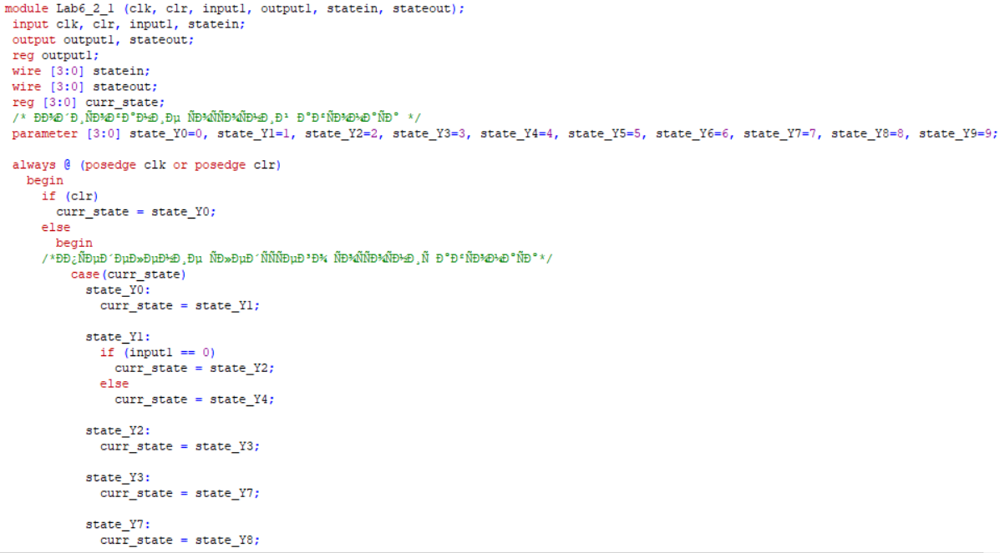 module Lab6_2_1 (clk, clr, input1, output1, statein, stateout);
input clk, clr, input1, statein;
output output1, stateout;
reg output1;
wire [3:0] statein;
wire [3:0] stateout;
reg [3:0] curr_state;
/* ÐÐ¾Ð´Ð¸ÑÐ¾Ð²Ð°Ð½Ð¸Ðµ ÑÐ¾ÑÑÐ¾ÑÐ½Ð¸Ð¹ Ð°Ð²ÑÐ¾Ð¼Ð°ÑÐ° */
parameter [3:0] state_Y0=0, state_Y1=1, state_Y2=2, state_Y3=3, state_Y4=4, state_Y5=5, state_Y6=6, state_Y7=7, state_Y8=8, state_Y9=9;
always @ (posedge clk or posedge clr)
begin
if (clr)
curr_state = state_Y0;
else
begin
/*ÐÐ¿ÑÐµÐ´ÐµÐ»ÐµÐ½Ð¸Ðµ ÑÐ»ÐµÐ´ÑÑÑÐµÐ³Ð¾ ÑÐ¾ÑÑÐ¾ÑÐ½Ð¸Ñ Ð°Ð²ÑÐ¾Ð¼Ð°ÑÐ°*/
case(curr_state)
state_Y0:
curr_state = state_Y1;
state_Y1:
if (input1 == 0)
curr_state = state_Y2;
else
curr_state = state_Y4;
state_Y2:
curr_state = state_Y3;
state_Y3:
curr_state = state_Y7;
state_Y7:
curr_state = state_Y8;